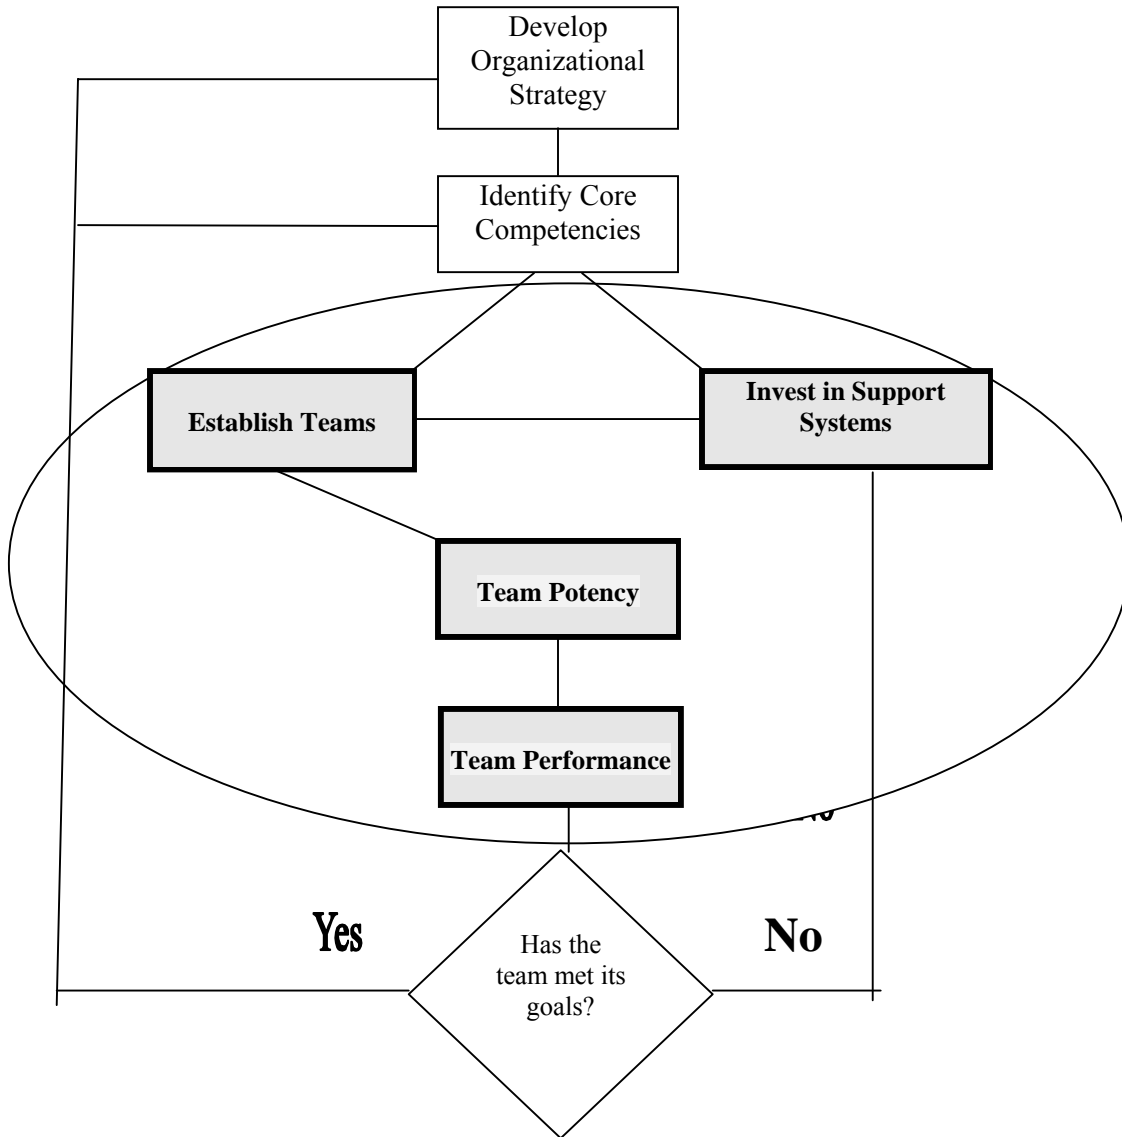 Develop
Organizational
Strategy
Identify Core
Competencies
Establish Teams
Invest in Support
Systems
Team Potency
Team Performance
Yes
No
Has the
team met its
goals?